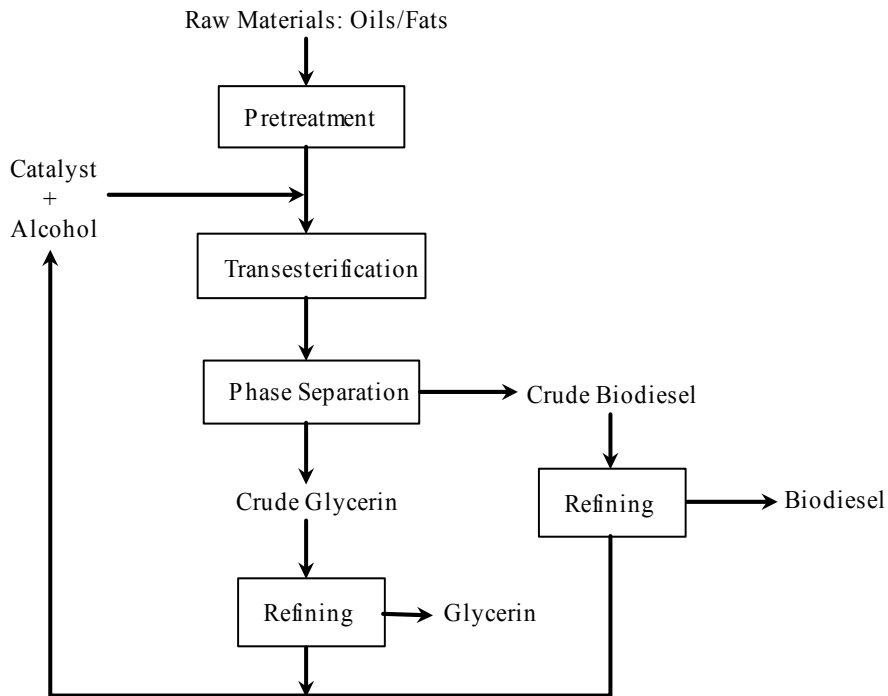 Raw Materials: Oils/Fats
Pretreatment
Catalyst
+
Alcohol
Transesterification
Phase Separation
Crude Biodiesel
Crude Glycerin
Refining
Biodiesel
Refining
Glycerin